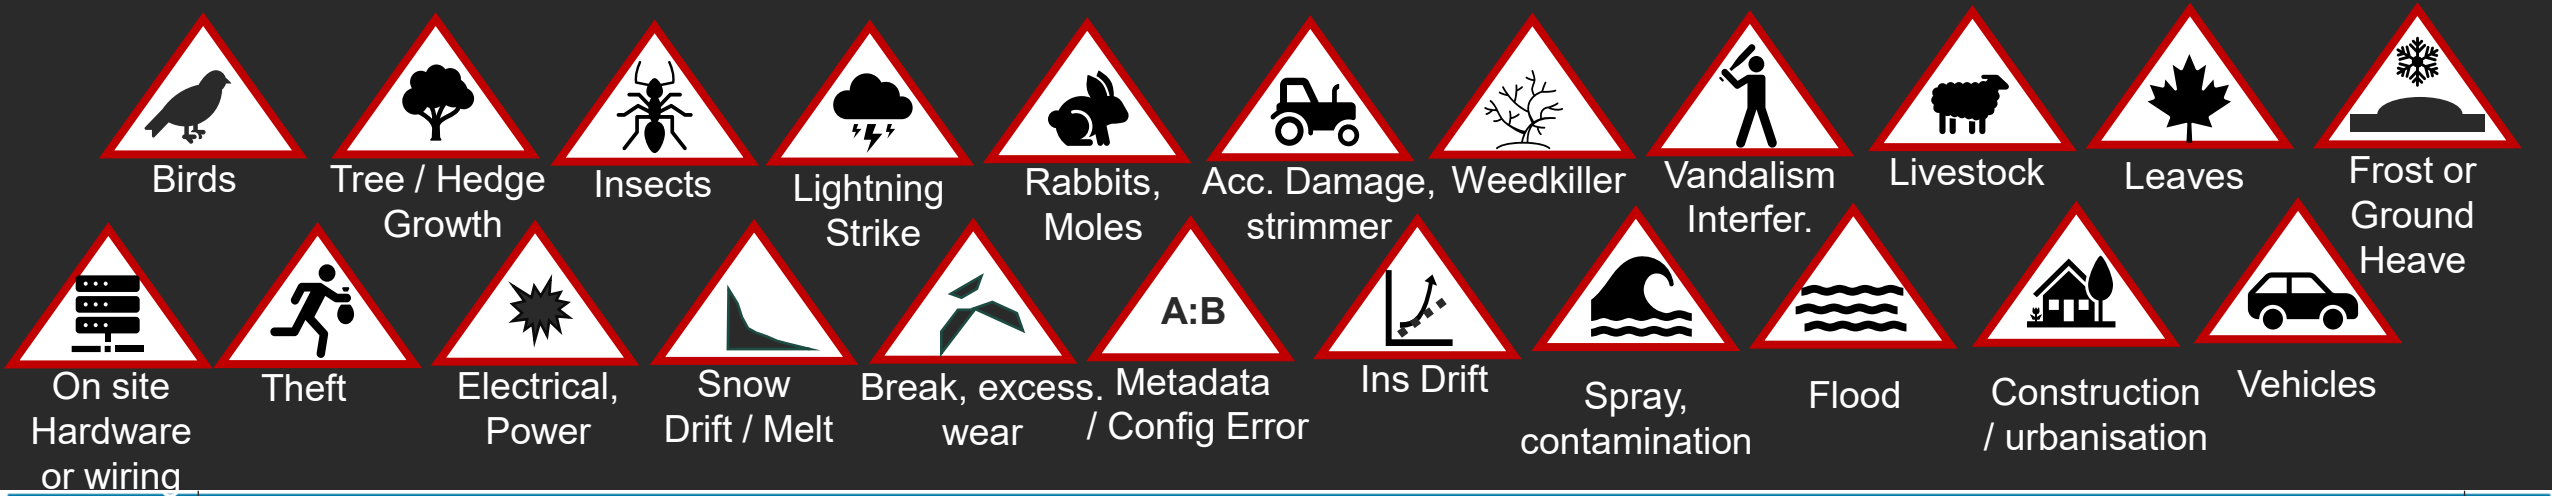 Birds
Tree / Hedge
Growth
Insects
Lightning
Strike
Rabbits,
Moles
Acc. Damage,
strimmer
Weedkiller
Vandalism
Interfer.
Livestock
Leaves
Frost or
Ground
Heave
On site
Hardware
or wiring
Theft
Electrical,
Power
Snow
Drift / Melt
Break, excess.
wear
A:B
Metadata
/ Config Error
Ins Drift
Spray,
contamination
Flood
Construction
/ urbanisation
Vehicles